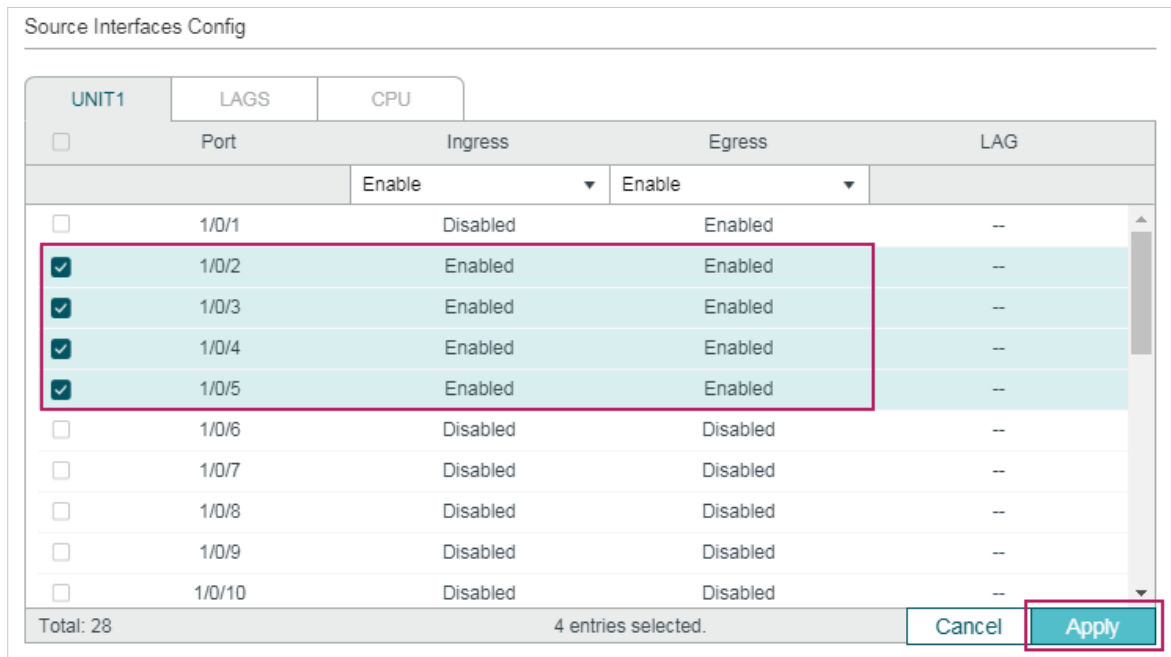 Source Interfaces Config
UNIT1 LAGS CPU
Port Ingress Egress LAG
Enable Enable
1/0/1 Disabled Enabled --
1/0/2 Enabled Enabled --
1/0/3 Enabled Enabled --
1/0/4 Enabled Enabled --
1/0/5 Enabled Enabled --
1/0/6 Disabled Disabled --
1/0/7 Disabled Disabled --
1/0/8 Disabled Disabled --
1/0/9 Disabled Disabled --
1/0/10 Disabled Disabled --
Total: 28 4 entries selected. Cancel Apply